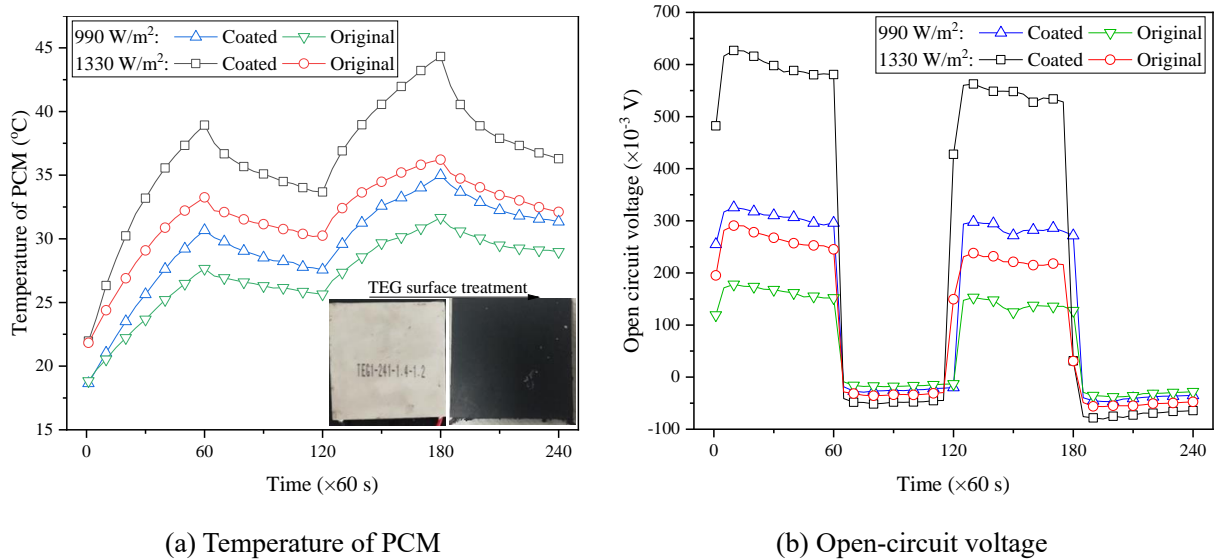 990 W/m²: Coated Original
1330 W/m²: Coated Original
45
40
35
30
25
20
15
Temperature of PCM (°C)
TEG surface treatment
TEG1-241-1.4-1.2
0 60 120 180 240
Time (×60 s)
(a) Temperature of PCM
990 W/m²: Coated Original
1330 W/m²: Coated Original
700
600
500
400
300
200
100
0
-100
Open circuit voltage (×10⁻³ V)
0 60 120 180 240
Time (×60 s)
(b) Open-circuit voltage